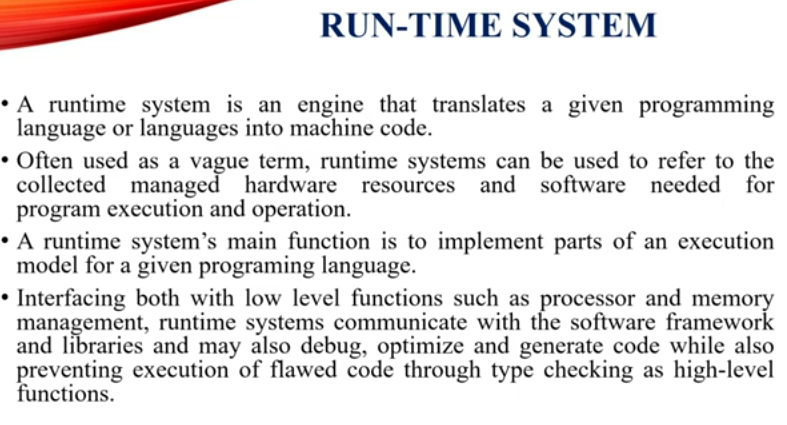 RUN-TIME SYSTEM
• A runtime system is an engine that translates a given programming
language or languages into machine code.
• Often used as a vague term, runtime systems can be used to refer to the
collected managed hardware resources and software needed for
program execution and operation.
• A runtime system’s main function is to implement parts of an execution
model for a given programing language.
• Interfacing both with low level functions such as processor and memory
management, runtime systems communicate with the software framework
and libraries and may also debug, optimize and generate code while also
preventing execution of flawed code through type checking as high-level
functions.